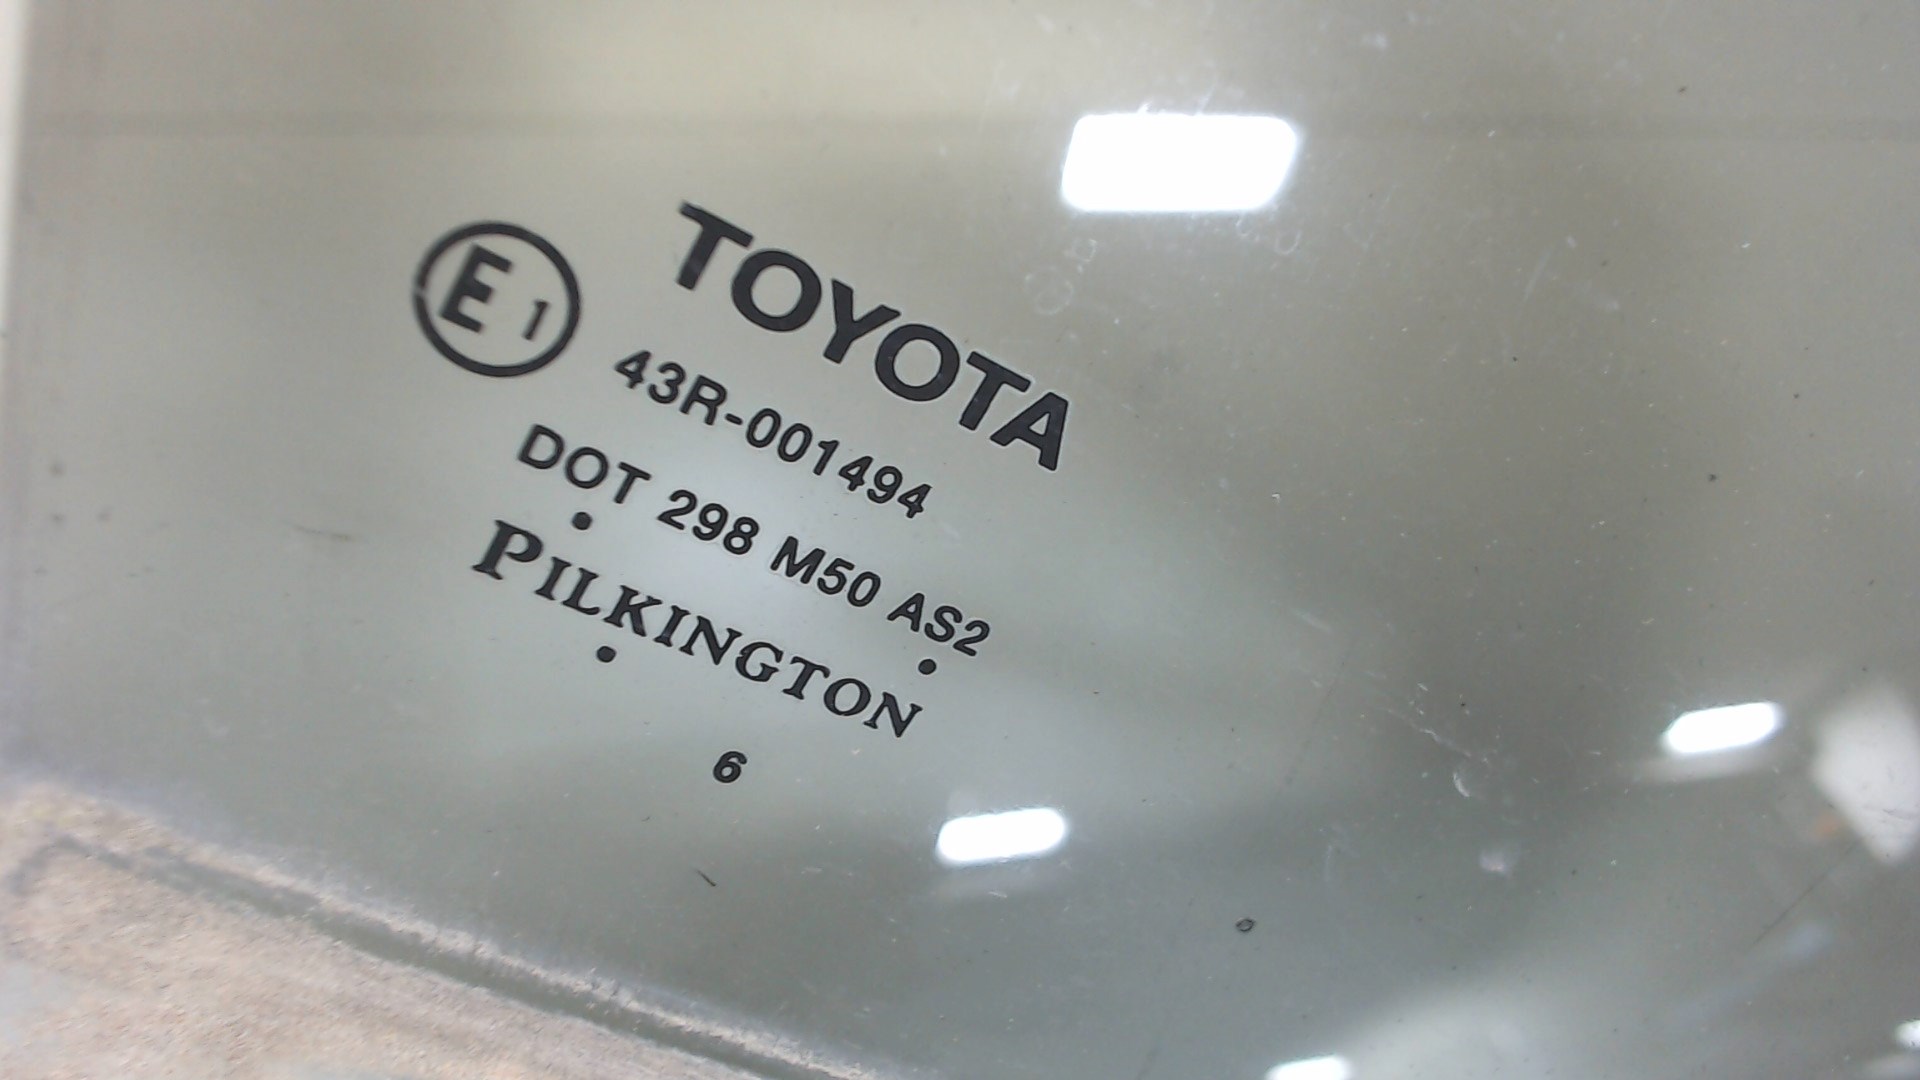 TOYOTA
E1
43R-001494
DOT 298 M50 AS2
PILKINGTON
6